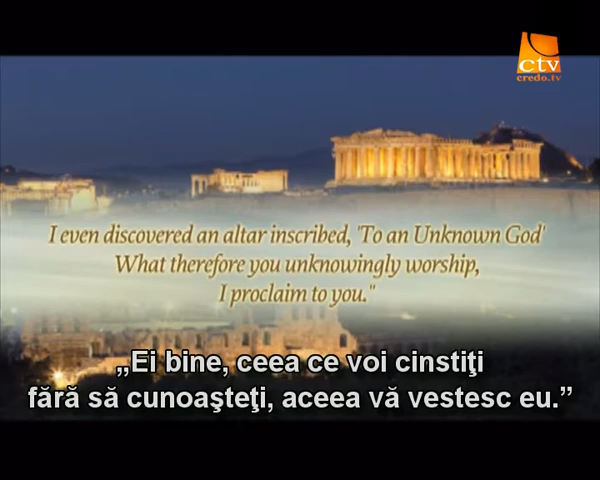 ctv
credo.tv
I even discovered an altar inscribed, 'To an Unknown God'
What therefore you unknowingly worship,
I proclaim to you."
„Ei bine, ceea ce voi cinstiţi
fără să cunoaşteţi, aceea vă vestesc eu.”